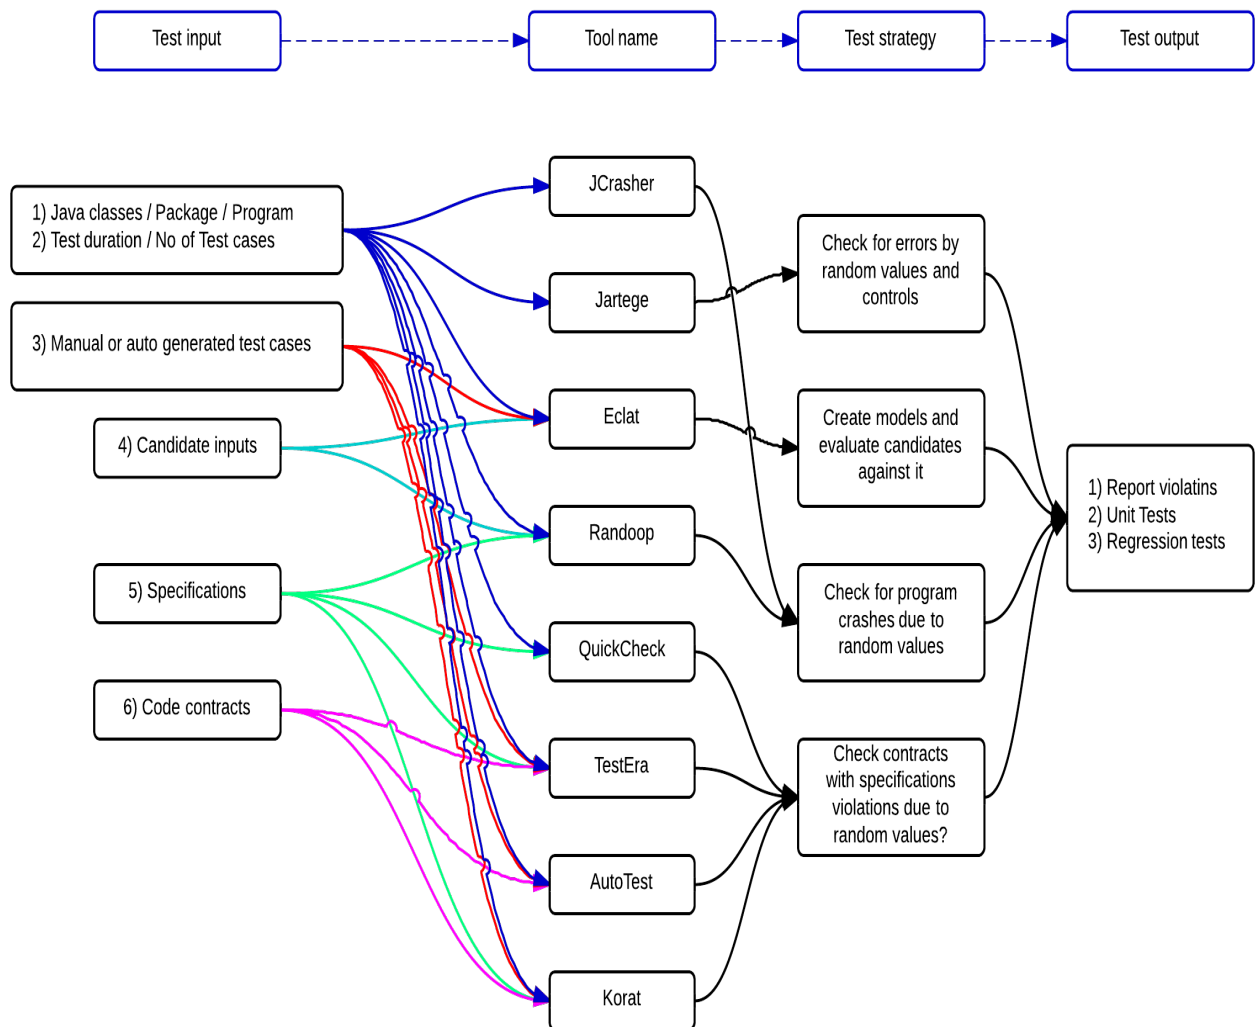 Test input
Tool name
Test strategy
Test output
1) Java classes / Package / Program
2) Test duration / No of Test cases
3) Manual or auto generated test cases
4) Candidate inputs
5) Specifications
6) Code contracts
JCrasher
Jartege
Eclat
Randoop
QuickCheck
TestEra
AutoTest
Korat
Check for errors by
random values and
controls
Create models and
evaluate candidates
against it
Check for program
crashes due to
random values
Check contracts
with specifications
violations due to
random values?
1) Report violatins
2) Unit Tests
3) Regression tests